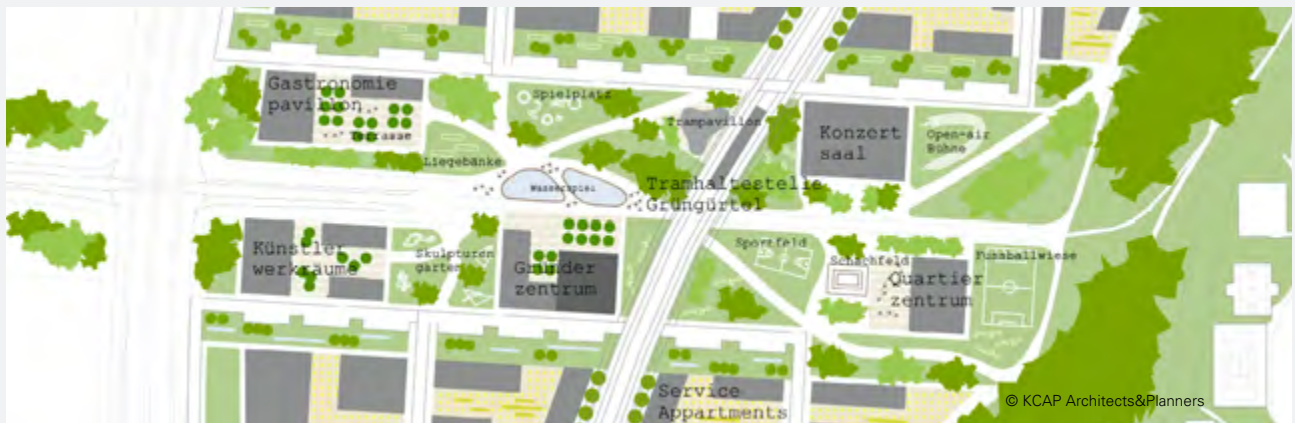 Gastronomie
pavillon
Terrasse
Spielplatz
Trampavillon
Konzert
saal
Open-air
Bühne
Liegebänke
Wasserspiel
Tramhaltestelle
Grüngürtel
Künstler
werkräume
Skulpturen
garten
Gründer
zentrum
Sportfeld
Schachfeld
Fussballwiese
Quartier
zentrum
Service
Appartments
© KCAP Architects&Planners